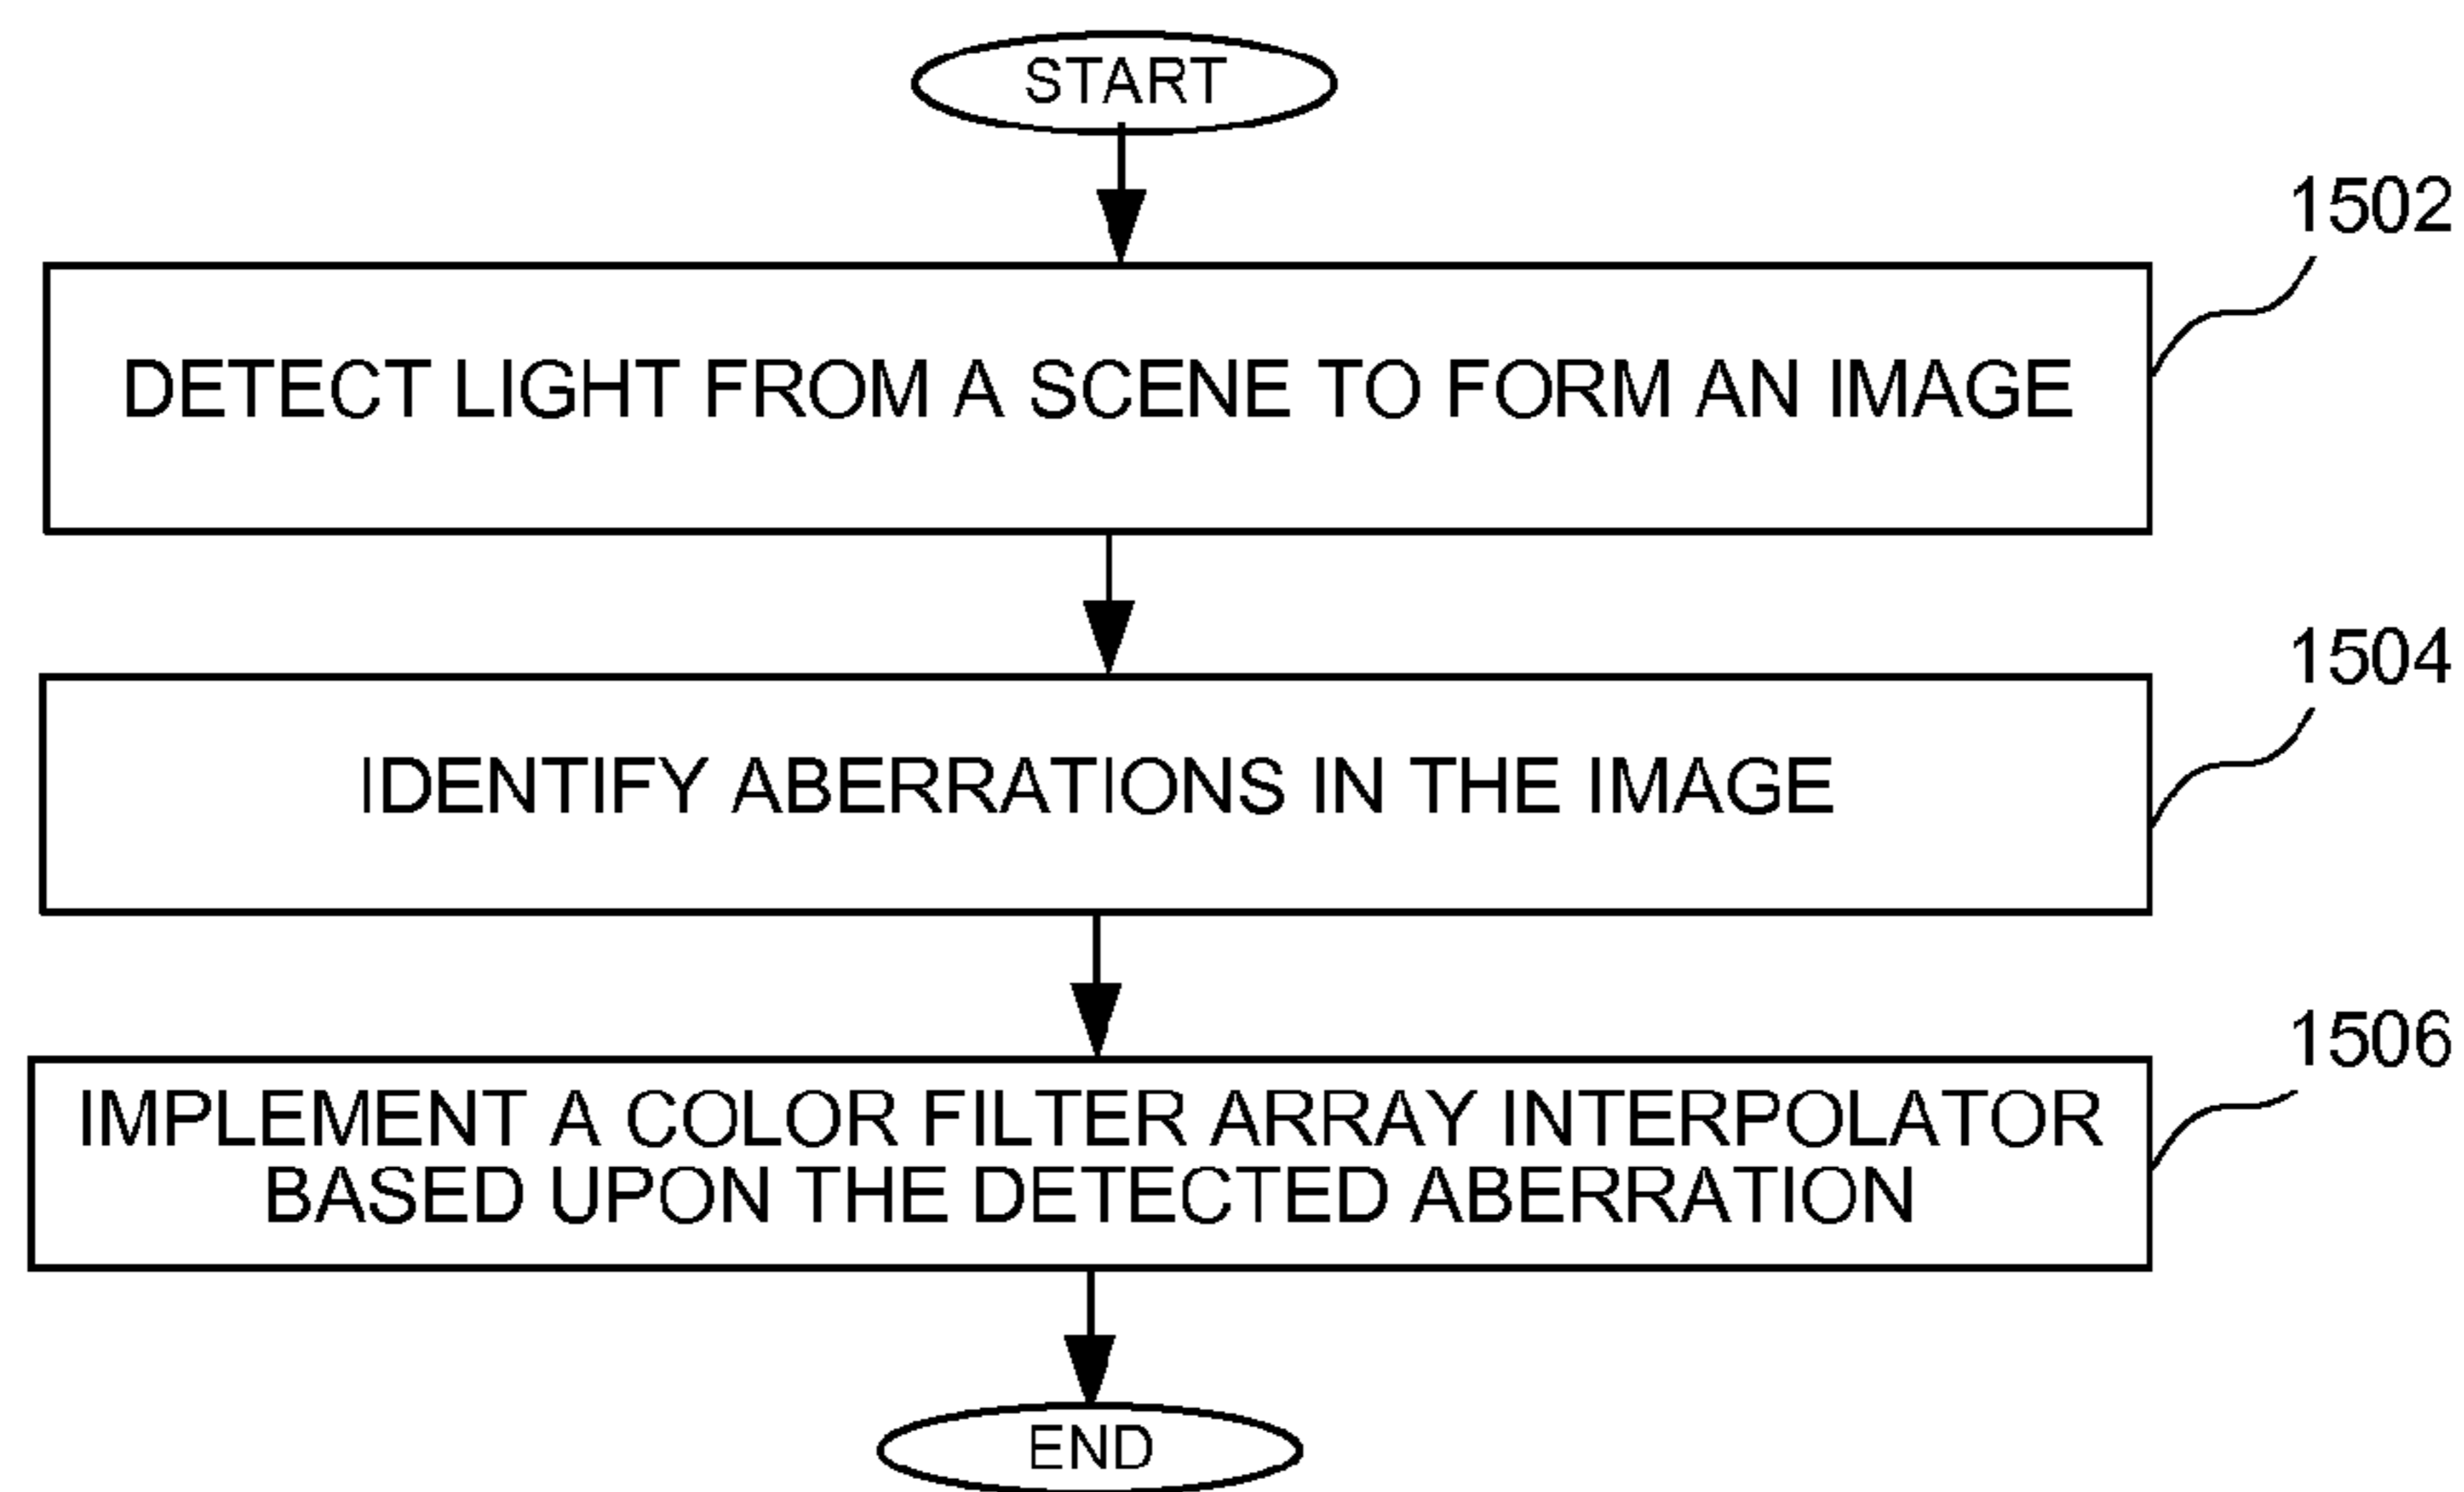 START
1502
DETECT LIGHT FROM A SCENE TO FORM AN IMAGE
1504
IDENTIFY ABERRATIONS IN THE IMAGE
1506
IMPLEMENT A COLOR FILTER ARRAY INTERPOLATOR
BASED UPON THE DETECTED ABERRATION
END